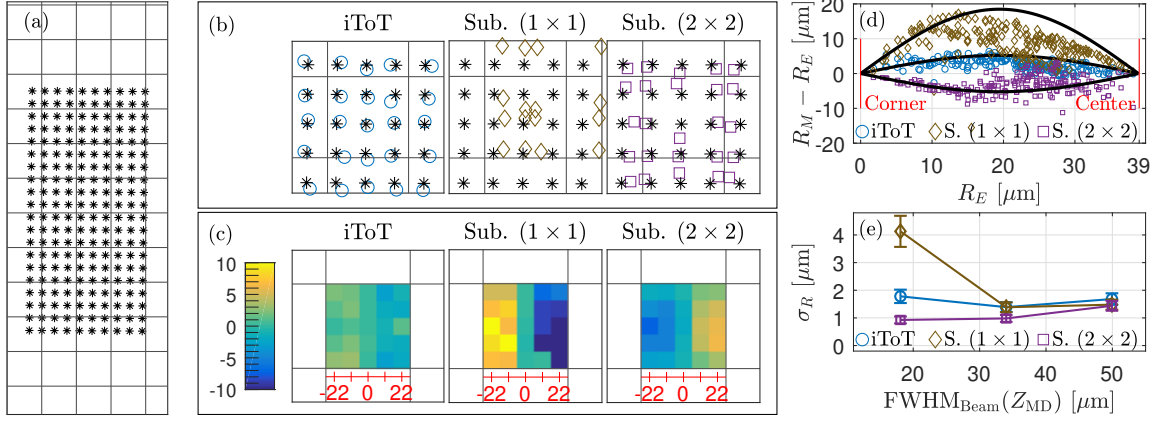 (a)
(b)
iToT
Sub. (1 × 1)
Sub. (2 × 2)
(c)
iToT
Sub. (1 × 1)
Sub. (2 × 2)
10
5
0
-5
-10
-22 0 22
-22 0 22
-22 0 22
(d)
R_M − R_E [μm]
20
10
0
-10
-20
Corner
Center
iToT S. (1 × 1) S. (2 × 2)
0 10 20 30 39
R_E [μm]
(e)
σ_R [μm]
4
3
2
1
0
iToT S. (1 × 1) S. (2 × 2)
20 30 40 50
FWHM_Beam(Z_MD) [μm]